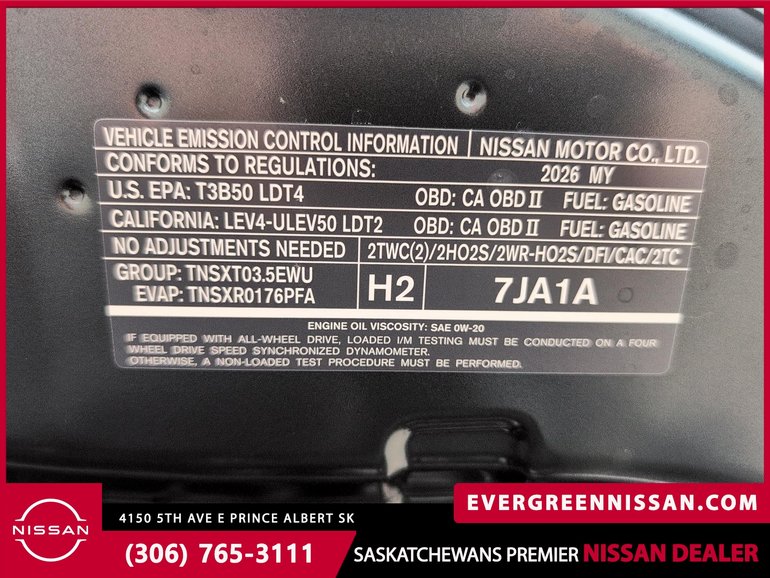 VEHICLE EMISSION CONTROL INFORMATION NISSAN MOTOR CO., LTD.
CONFORMS TO REGULATIONS: 2026 MY
U.S. EPA: T3B50 LDT4 OBD: CA OBD II FUEL: GASOLINE
CALIFORNIA: LEV4-ULEV50 LDT2 OBD: CA OBD II FUEL: GASOLINE
NO ADJUSTMENTS NEEDED 2TWC(2)/2HO2S/2WR-HO2S/DFI/CAC/2TC
GROUP: TNSXT03.5EWU
EVAP: TNSXR0176PFA
H2 7JA1A
ENGINE OIL VISCOSITY: SAE 0W-20
IF EQUIPPED WITH ALL-WHEEL DRIVE, LOADED I/M TESTING MUST BE CONDUCTED ON A FOUR
WHEEL DRIVE SPEED SYNCHRONIZED DYNAMOMETER.
OTHERWISE, A NON-LOADED TEST PROCEDURE MUST BE PERFORMED.
EVERGREENNISSAN.COM
NISSAN
4150 5TH AVE E PRINCE ALBERT SK
(306) 765-3111
SASKATCHEWANS PREMIER NISSAN DEALER